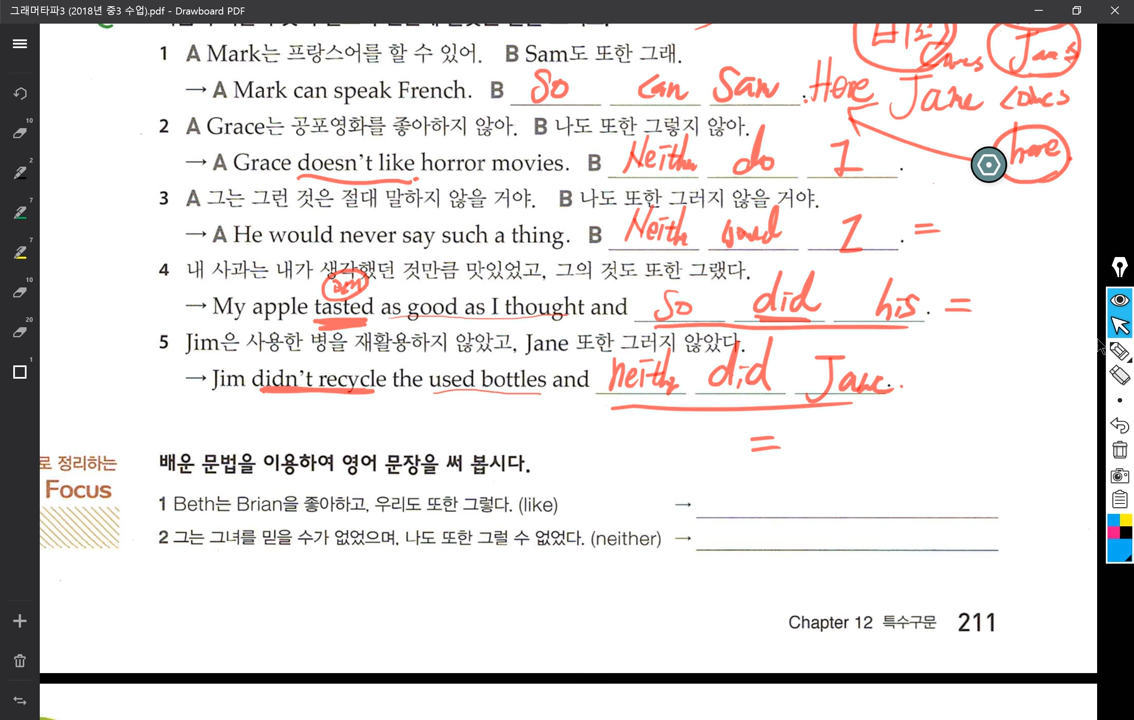 그래머타파3 (2018년 중3 수업).pdf - Drawboard PDF
Jane
1 A Mark는 프랑스어를 할 수 있어. B Sam도 또한 그래.
→ A Mark can speak French. B So can Sam . Here Jane comes
here
2 A Grace는 공포영화를 좋아하지 않아. B 나도 또한 그렇지 않아.
→ A Grace doesn't like horror movies. B Neither do I .
3 A 그는 그런 것은 절대 말하지 않을 거야. B 나도 또한 그러지 않을 거야.
→ A He would never say such a thing. B would I . =
4 내 사과는 내가 생각했던 것만큼 맛있었고, 그의 것도 또한 그랬다.
→ My apple tasted as good as I thought and so did his . =
5 Jim은 사용한 병을 재활용하지 않았고, Jane 또한 그러지 않았다.
→ Jim didn't recycle the used bottles and neither did Jane .
=
로 정리하는
Focus
배운 문법을 이용하여 영어 문장을 써 봅시다.
1 Beth는 Brian을 좋아하고, 우리도 또한 그렇다. (like) →
2 그는 그녀를 믿을 수가 없었으며, 나도 또한 그럴 수 없었다. (neither) →
Chapter 12 특수구문 211
10
2
7
7
10
20
1